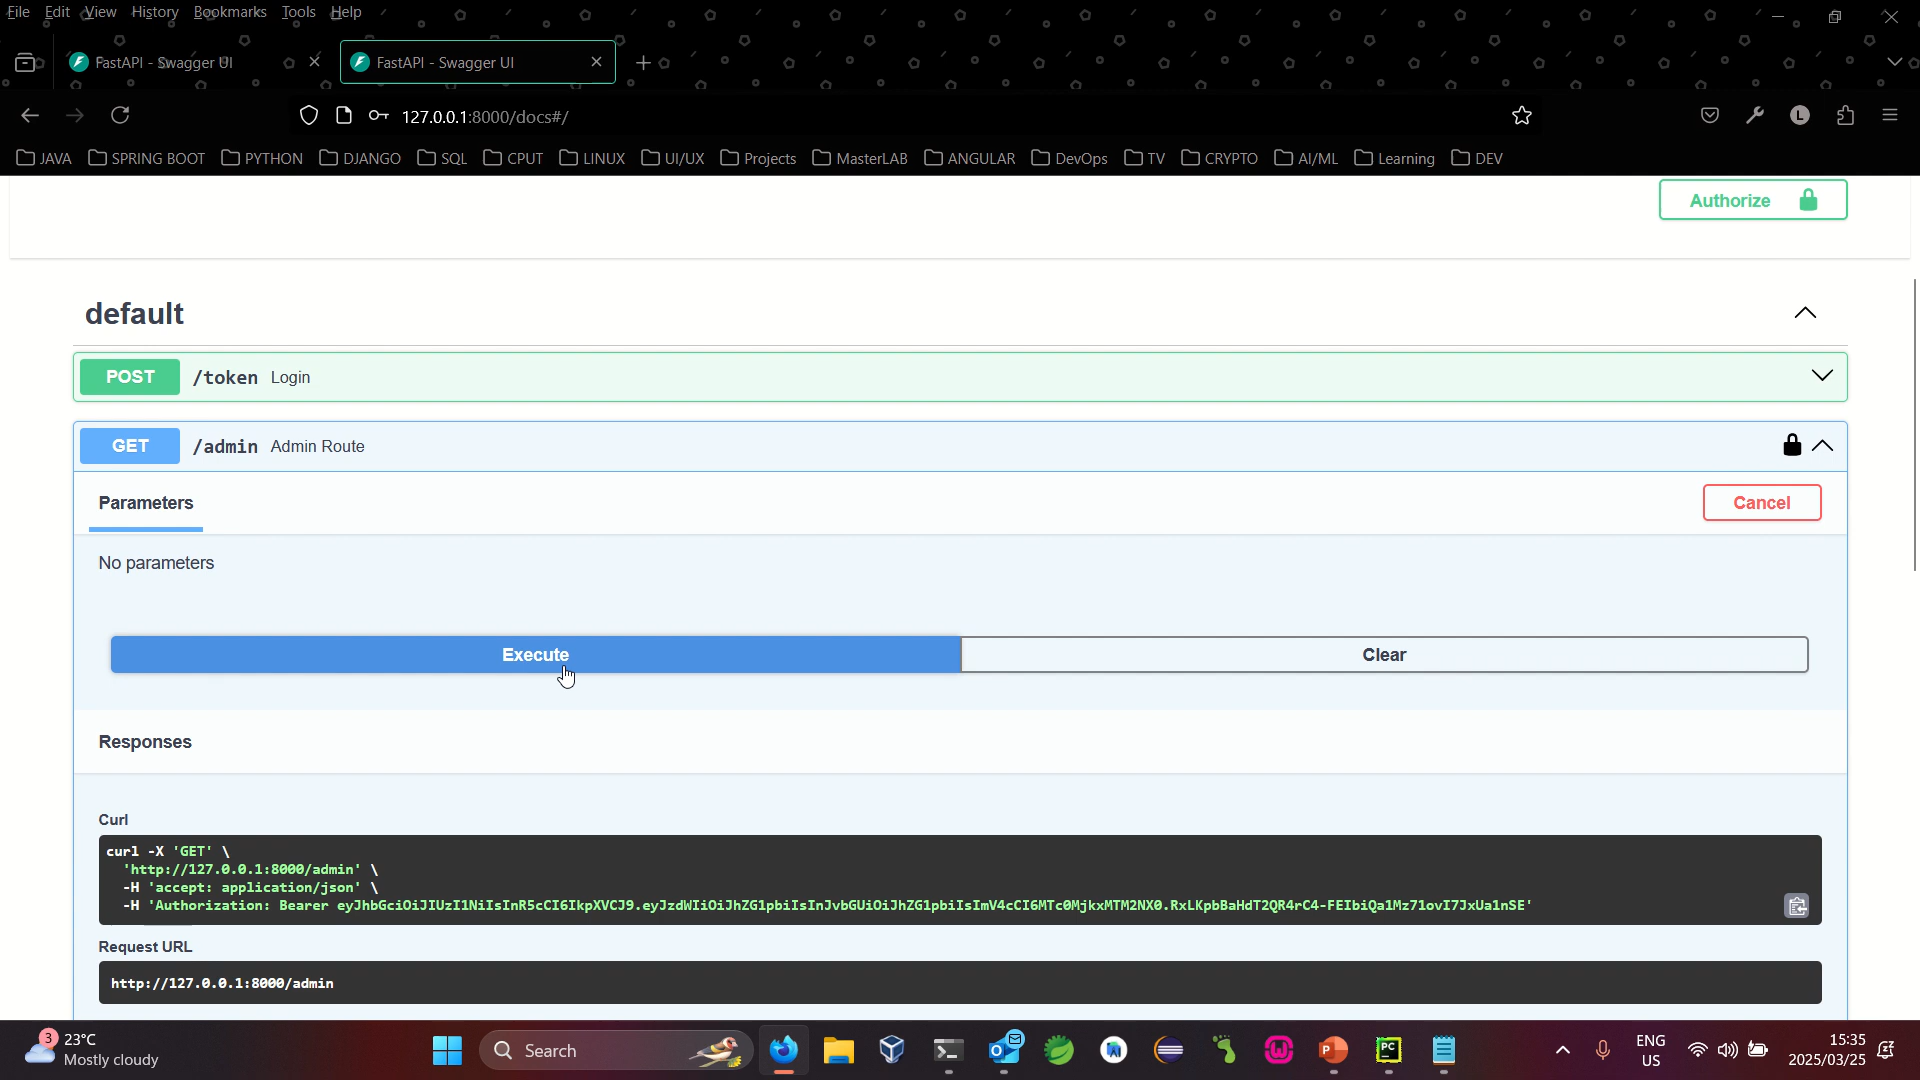 File Edit View History Bookmarks Tools Help
FastAPI - Swagger UI
FastAPI - Swagger UI
127.0.0.1:8000/docs#/
JAVA SPRING BOOT PYTHON DJANGO SQL CPUT LINUX UI/UX Projects MasterLAB ANGULAR DevOps TV CRYPTO AI/ML Learning DEV
Authorize
default
POST /token Login
GET /admin Admin Route
Parameters
Cancel
No parameters
Execute
Clear
Responses
Curl
curl -X 'GET' \
'http://127.0.0.1:8000/admin' \
-H 'accept: application/json' \
-H 'Authorization: Bearer eyJhbGciOiJIUzI1NiIsInR5cCI6IkpXVCJ9.eyJzdWIiOiJhZG1pbiIsInJvbGUiOiJhZG1pbiIsImV4cCI6MTc0MjkxMTM2NX0.RxLKpbBaHdT2QR4rC4-FEIbiQa1Mz71ovI7JxUa1nSE'
Request URL
http://127.0.0.1:8000/admin
3
23°C
Mostly cloudy
Search
ENG
US
15:35
2025/03/25